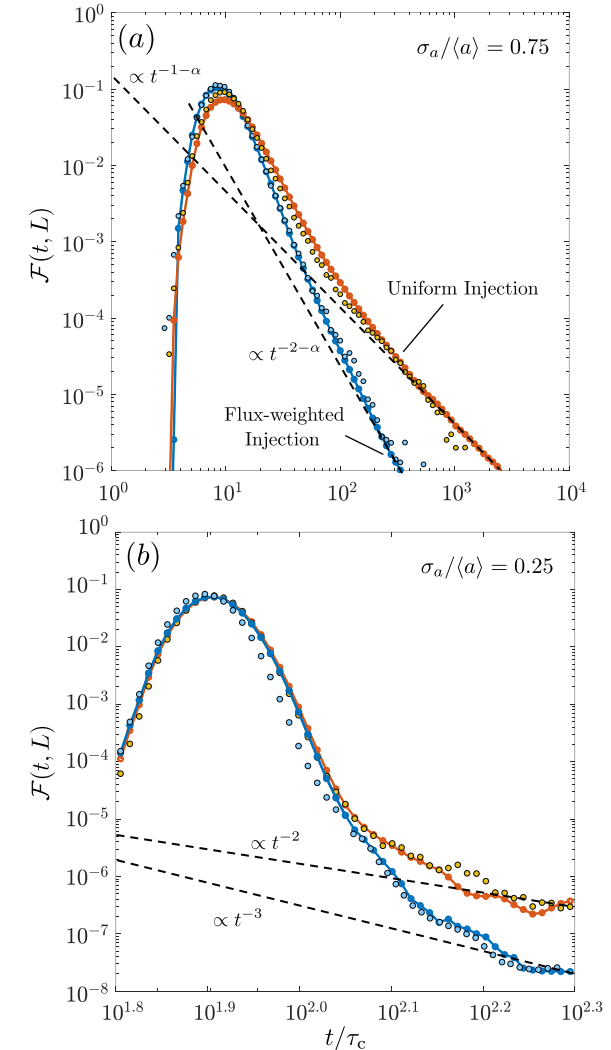 (a)
σ_a/⟨a⟩ = 0.75
∝ t^{-1-α}
Uniform Injection
∝ t^{-2-α}
Flux-weighted
Injection
F(t, L)
10^0
10^{-1}
10^{-2}
10^{-3}
10^{-4}
10^{-5}
10^{-6}
10^0 10^1 10^2 10^3 10^4
(b)
σ_a/⟨a⟩ = 0.25
∝ t^{-2}
∝ t^{-3}
F(t, L)
10^0
10^{-1}
10^{-2}
10^{-3}
10^{-4}
10^{-5}
10^{-6}
10^{-7}
10^{-8}
10^{1.8} 10^{1.9} 10^{2.0} 10^{2.1} 10^{2.2} 10^{2.3}
t/τ_c